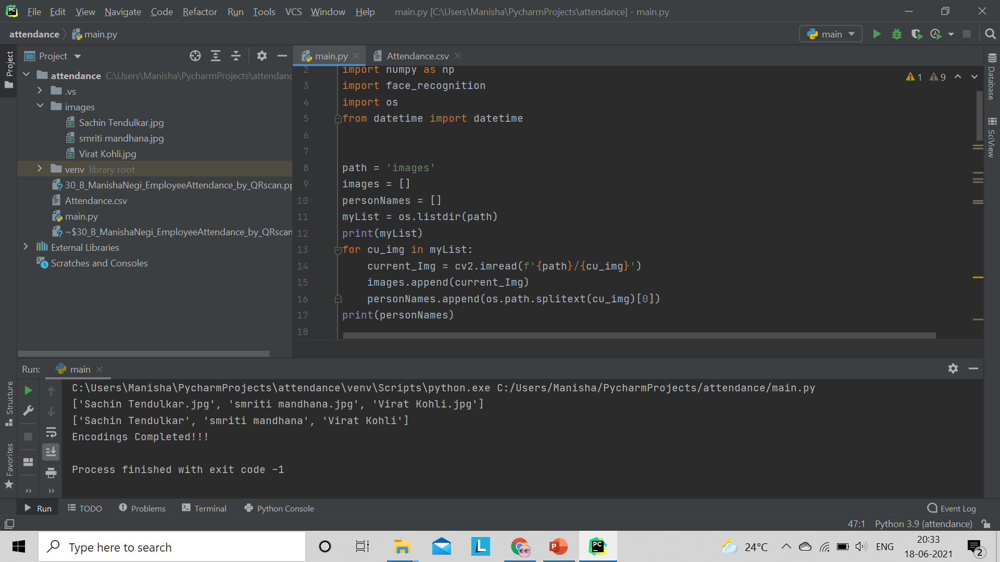 File Edit View Navigate Code Refactor Run Tools VCS Window Help main.py [C:\Users\Manisha\PycharmProjects\attendance] - main.py
attendance main.py main
Project
main.py Attendance.csv
attendance C:\Users\Manisha\PycharmProjects\attendanc
.vs
images
Sachin Tendulkar.jpg
smriti mandhana.jpg
Virat Kohli.jpg
venv library root
30_B_ManishaNegi_EmployeeAttendance_by_QRscan.pp
Attendance.csv
main.py
~$30_B_ManishaNegi_EmployeeAttendance_by_QRscan
External Libraries
Scratches and Consoles
2 import numpy as np
3 import face_recognition
4 import os
5 from datetime import datetime
6
7
8 path = 'images'
9 images = []
10 personNames = []
11 myList = os.listdir(path)
12 print(myList)
13 for cu_img in myList:
14 current_Img = cv2.imread(f'{path}/{cu_img}')
15 images.append(current_Img)
16 personNames.append(os.path.splitext(cu_img)[0])
17 print(personNames)
18
1 9
Project
Structure
Favorites
Database
SciView
Run: main
C:\Users\Manisha\PycharmProjects\attendance\venv\Scripts\python.exe C:/Users/Manisha/PycharmProjects/attendance/main.py
['Sachin Tendulkar.jpg', 'smriti mandhana.jpg', 'Virat Kohli.jpg']
['Sachin Tendulkar', 'smriti mandhana', 'Virat Kohli']
Encodings Completed!!!
Process finished with exit code -1
Run TODO Problems Terminal Python Console Event Log
47:1 Python 3.9 (attendance)
Type here to search
L
P
PC
24°C ENG
20:33
18-06-2021
2